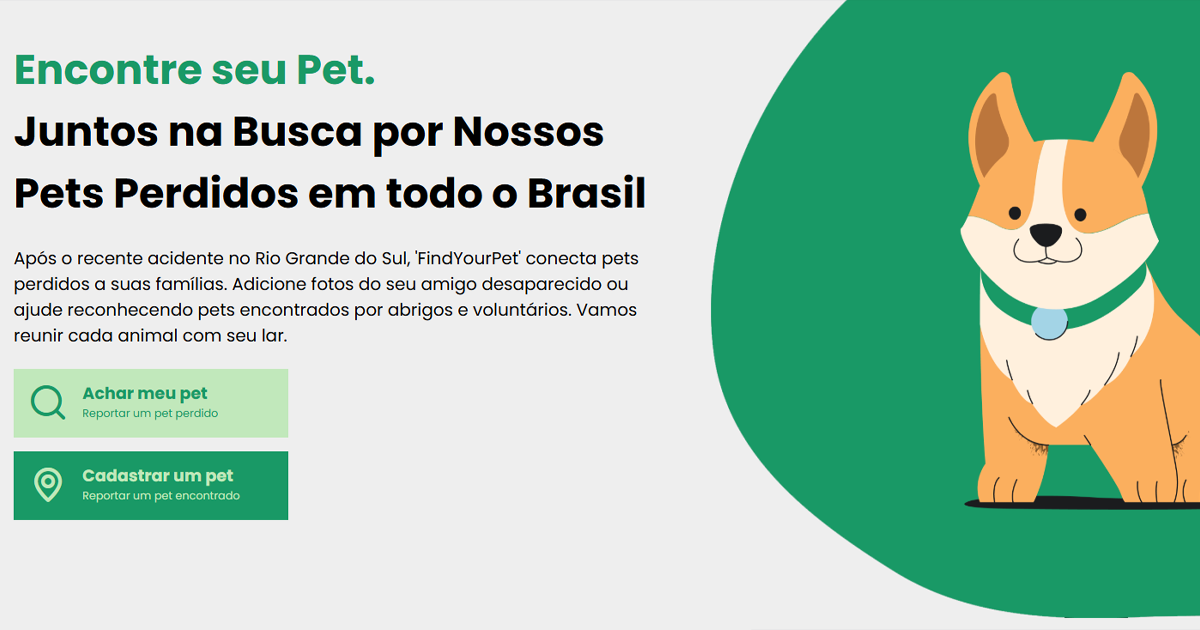 Encontre seu Pet.
Juntos na Busca por Nossos
Pets Perdidos em todo o Brasil
Após o recente acidente no Rio Grande do Sul, 'FindYourPet' conecta pets
perdidos a suas famílias. Adicione fotos do seu amigo desaparecido ou
ajude reconhecendo pets encontrados por abrigos e voluntários. Vamos
reunir cada animal com seu lar.
Achar meu pet
Reportar um pet perdido
Cadastrar um pet
Reportar um pet encontrado